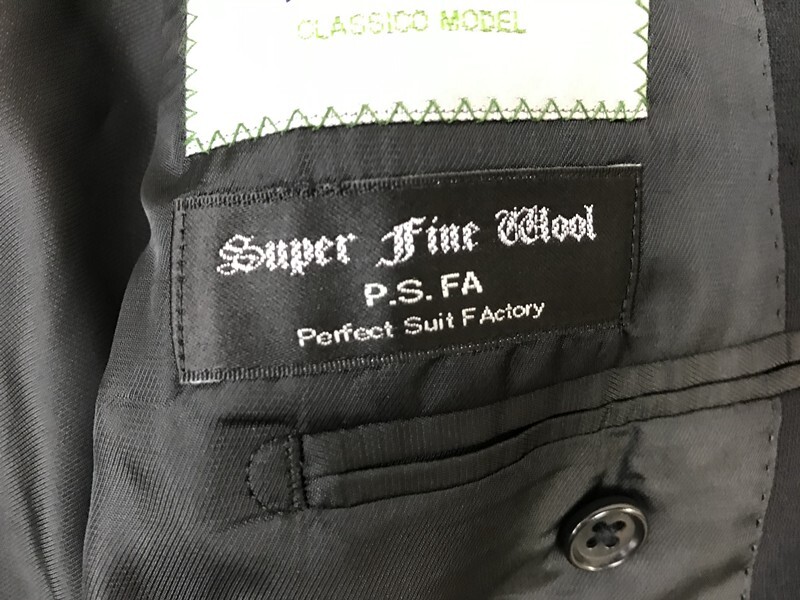 CLASSICO MODEL
Super Fine Wool
P.S.FA
Perfect Suit FActory